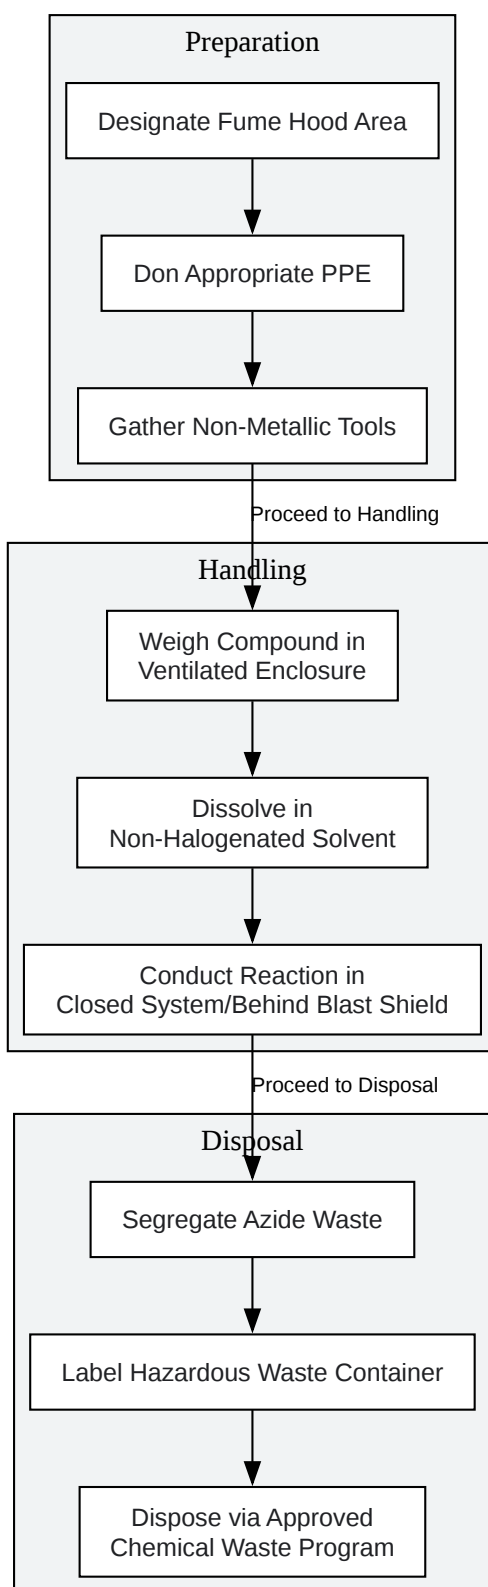 Preparation
Designate Fume Hood Area
Don Appropriate PPE
Gather Non-Metallic Tools
Proceed to Handling
Handling
Weigh Compound in
Ventilated Enclosure
Dissolve in
Non-Halogenated Solvent
Conduct Reaction in
Closed System/Behind Blast Shield
Proceed to Disposal
Disposal
Segregate Azide Waste
Label Hazardous Waste Container
Dispose via Approved
Chemical Waste Program